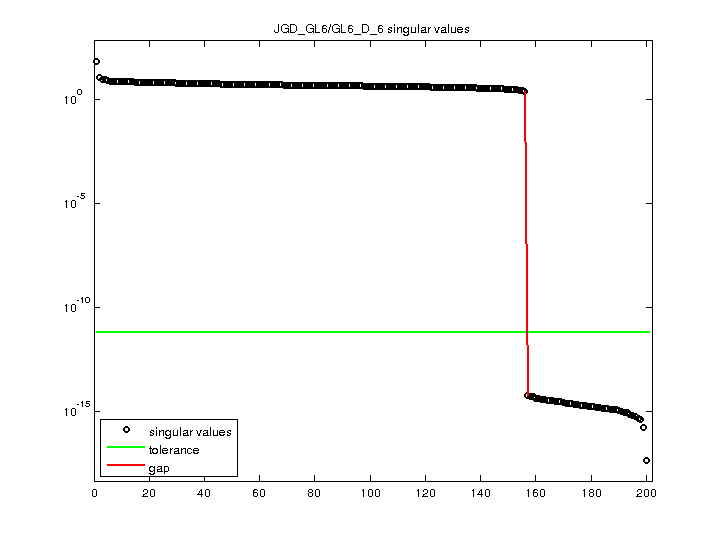 JGD_GL6/GL6_D_6 singular values
10^0
10^-5
10^-10
10^-15
singular values
tolerance
gap
0 20 40 60 80 100 120 140 160 180 200